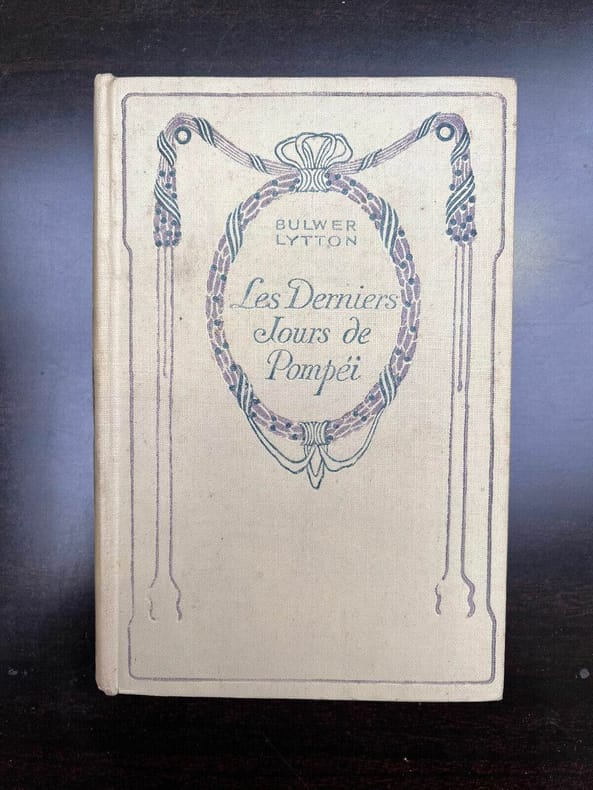 BULWER
LYTTON
Les Derniers
Jours de
Pompéi